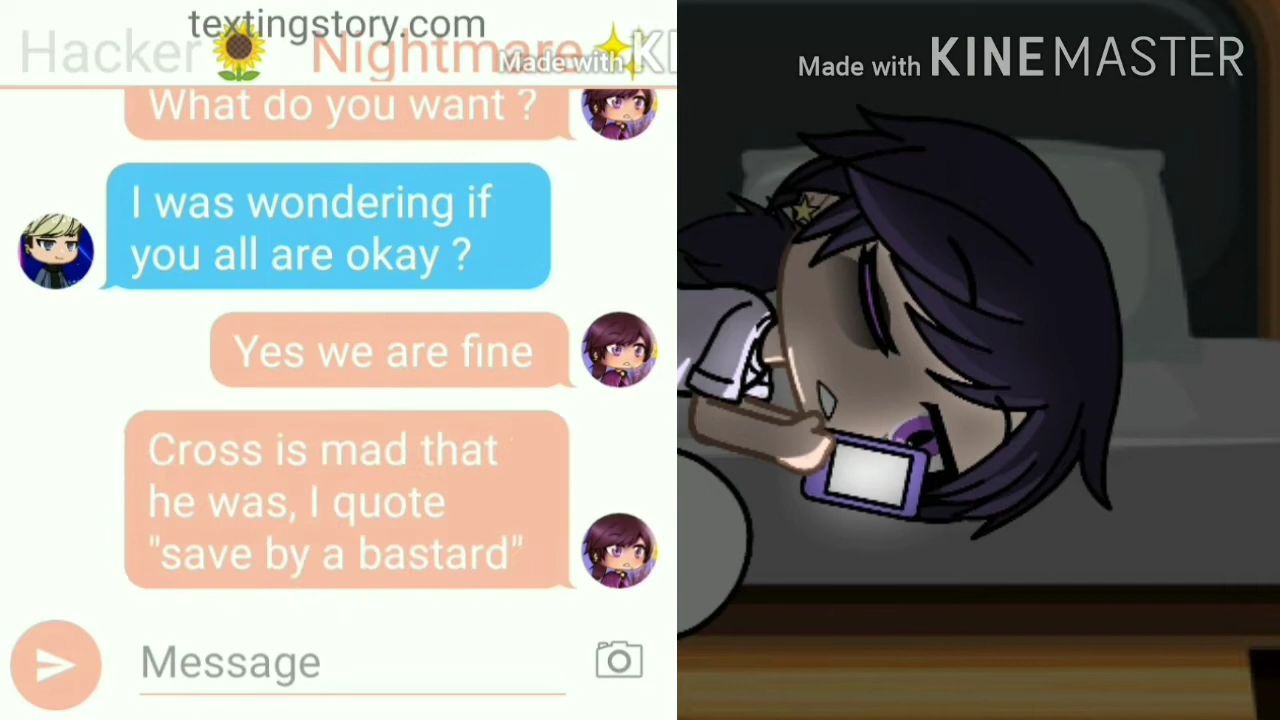 textingstory.com
Hacker🌻 Nightmare
Made with KI
Made with KINEMASTER
What do you want ?
I was wondering if
you all are okay ?
Yes we are fine
Cross is mad that
he was, I quote
"save by a bastard"
Message